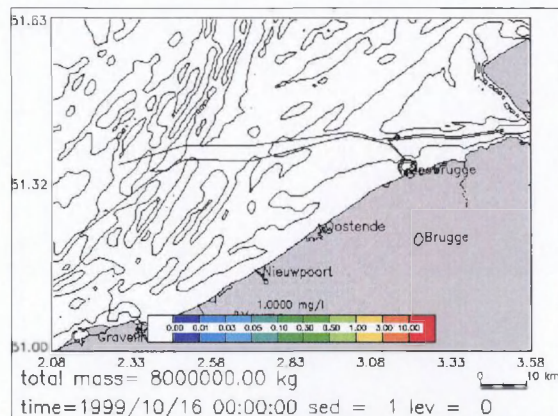 51.63
51.32
51.00
Oostende
Brugge
Nieuwpoort
1.0000 mg/l
0.00 0.01 0.03 0.05 0.10 0.30 0.50 1.00 3.00 10.00
2.08 2.33 2.58 2.83 3.08 3.33 3.58
total mass= 8000000.00 kg
10 km
time=1999/10/16 00:00:00 sed = 1 lev = 0